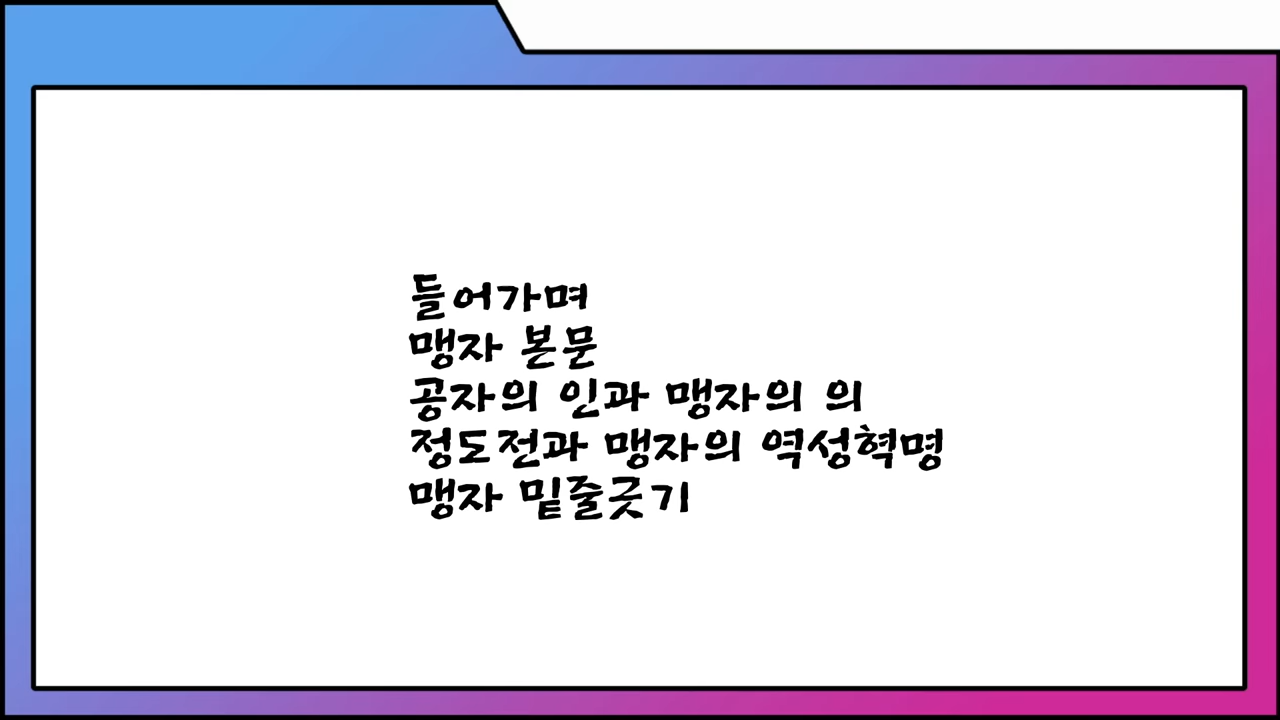 들어가며
맹자 본문
공자의 인과 맹자의 의
정도전과 맹자의 역성혁명
맹자 밑줄긋기